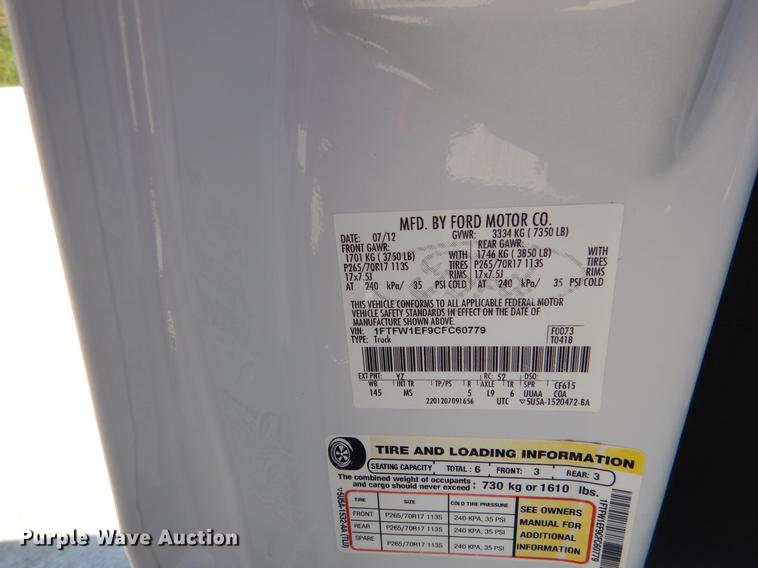 MFD. BY FORD MOTOR CO.
DATE: 07/12 GVWR: 3334 KG ( 7350 LB)
FRONT GAWR: REAR GAWR:
1701 KG ( 3750 LB) WITH 1746 KG ( 3850 LB) WITH
P265/70R17 113S TIRES P265/70R17 113S TIRES
17x7.5J RIMS 17x7.5J RIMS
AT 240 kPa/ 35 PSI COLD AT 240 kPa/ 35 PSI COLD
THIS VEHICLE CONFORMS TO ALL APPLICABLE FEDERAL MOTOR
VEHICLE SAFETY STANDARDS IN EFFECT ON THE DATE OF
MANUFACTURE SHOWN ABOVE.
VIN: 1FTFW1EF9CFC60779 F0073
TYPE: Truck T0418
EXT PNT: YZ RC: 52 DSO:
WB INT TR TP/PS R AXLE TR SPR CF615
145 MS 5 L9 6 UUAA COA
2201207091656 UTC ▽5U5A-1520472-BA
TIRE AND LOADING INFORMATION
SEATING CAPACITY TOTAL: 6 FRONT: 3 REAR: 3
The combined weight of occupants
and cargo should never exceed : 730 kg or 1610 lbs.
TIRE SIZE COLD TIRE PRESSURE
FRONT P265/70R17 113S 240 KPA, 35 PSI
REAR P265/70R17 113S 240 KPA, 35 PSI
SPARE P265/70R17 113S 240 KPA, 35 PSI
SEE OWNERS
MANUAL FOR
ADDITIONAL
INFORMATION
1FTFW1EF9CFC60779
Purple Wave Auction
Purple Wave Auction